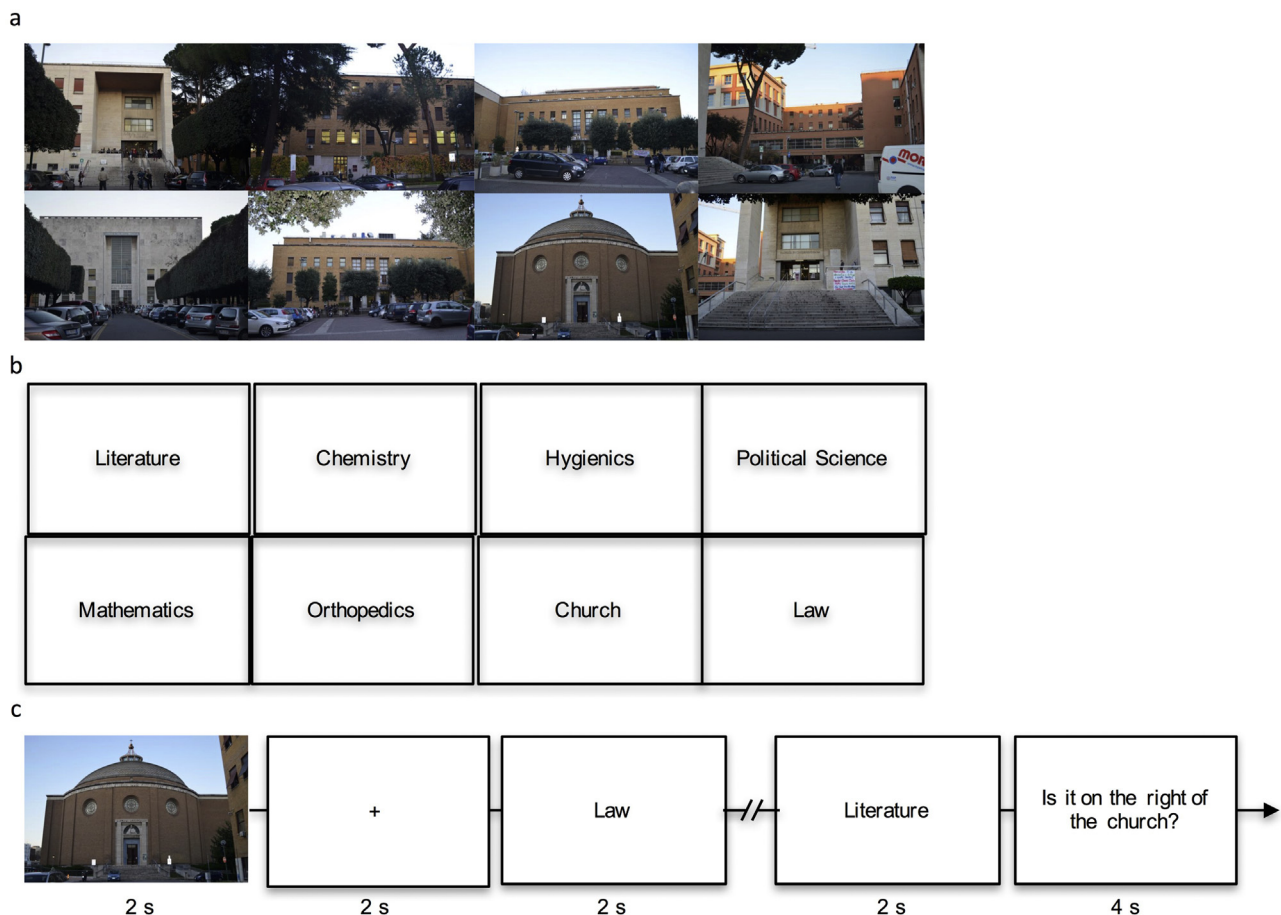 a
MOR
b
Literature
Chemistry
Hygienics
Political Science
Mathematics
Orthopedics
Church
Law
c
+
Law
Literature
Is it on the right of
the church?
2 s
2 s
2 s
2 s
4 s